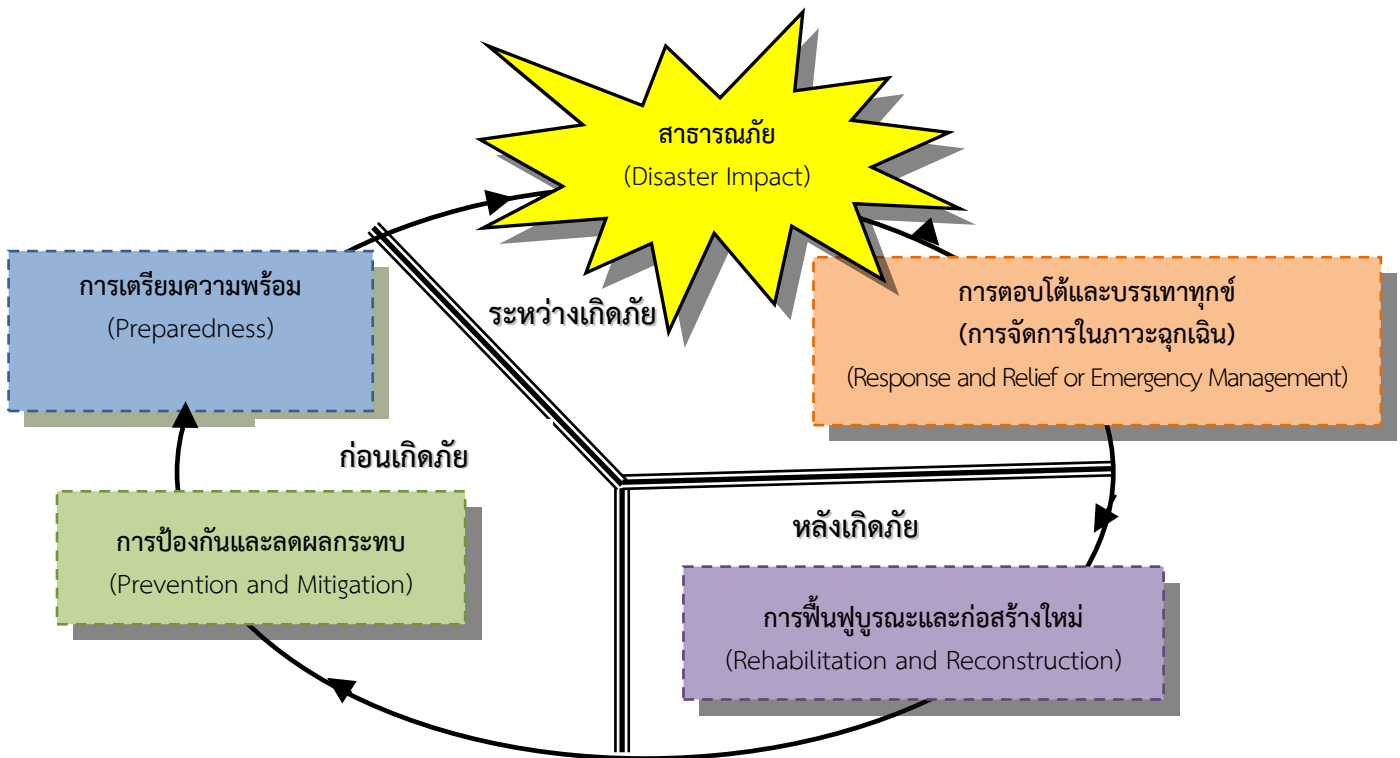 สาธารณภัย
(Disaster Impact)
การเตรียมความพร้อม
(Preparedness)
ระหว่างเกิดภัย
การตอบโต้และบรรเทาทุกข์
(การจัดการในภาวะฉุกเฉิน)
(Response and Relief or Emergency Management)
ก่อนเกิดภัย
การป้องกันและลดผลกระทบ
(Prevention and Mitigation)
หลังเกิดภัย
การฟื้นฟูบูรณะและก่อสร้างใหม่
(Rehabilitation and Reconstruction)